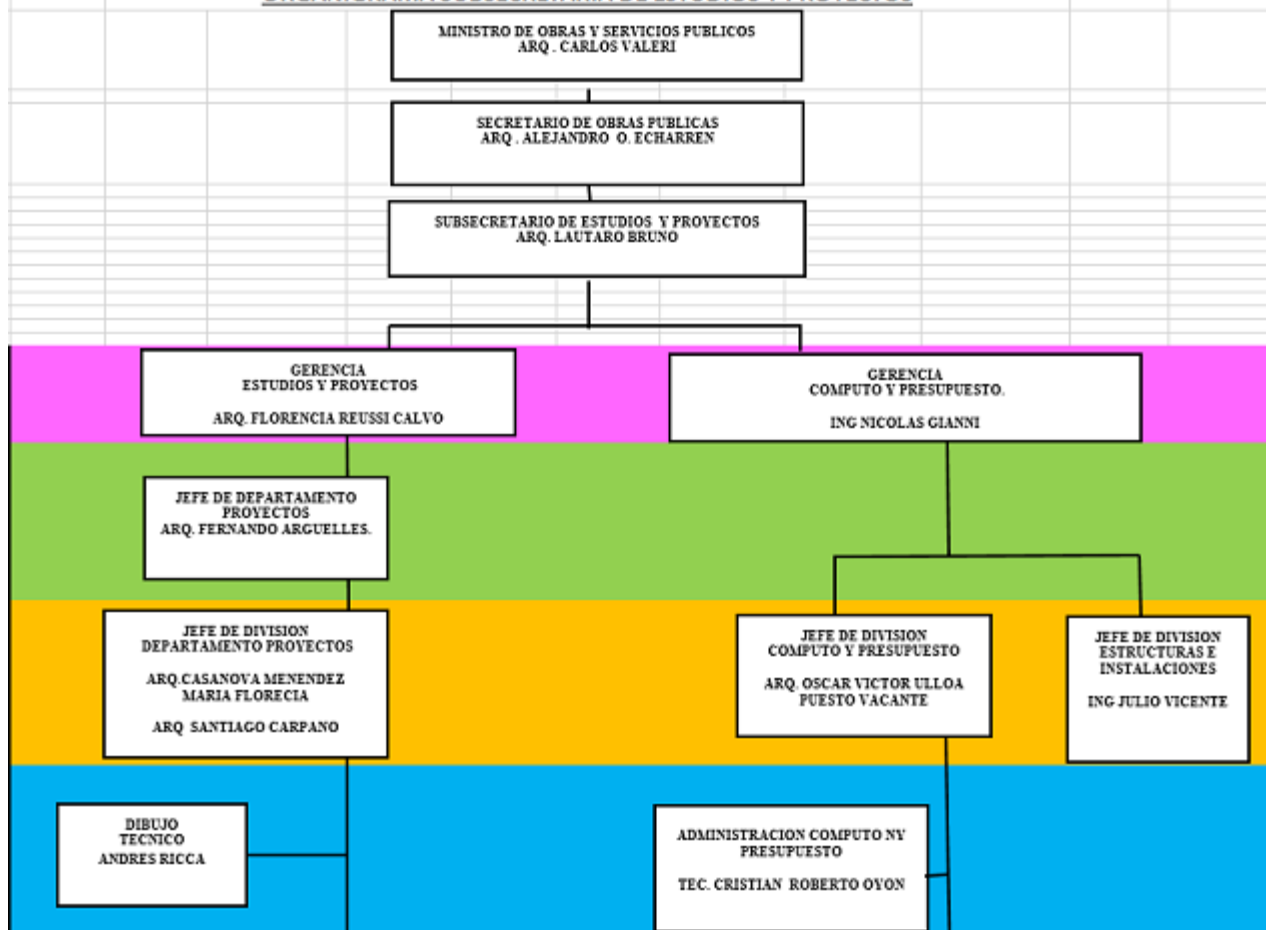 MINISTRO DE OBRAS Y SERVICIOS PUBLICOS
ARQ . CARLOS VALERI
SECRETARIO DE OBRAS PUBLICAS
ARQ . ALEJANDRO O. ECHARREN
SUBSECRETARIO DE ESTUDIOS Y PROYECTOS
ARQ. LAUTARO BRUNO
GERENCIA
ESTUDIOS Y PROYECTOS
ARQ. FLORENCIA REUSSI CALVO
GERENCIA
COMPUTO Y PRESUPUESTO.
ING NICOLAS GIANNI
JEFE DE DEPARTAMENTO
PROYECTOS
ARQ. FERNANDO ARGUELLES.
JEFE DE DIVISION
DEPARTAMENTO PROYECTOS
ARQ.CASANOVA MENENDEZ
MARIA FLORECIA
ARQ SANTIAGO CARPANO
JEFE DE DIVISION
COMPUTO Y PRESUPUESTO
ARQ. OSCAR VICTOR ULLOA
PUESTO VACANTE
JEFE DE DIVISION
ESTRUCTURAS E
INSTALACIONES
ING JULIO VICENTE
DIBUJO
TECNICO
ANDRES RICCA
ADMINISTRACION COMPUTO NY
PRESUPUESTO
TEC. CRISTIAN ROBERTO OYON